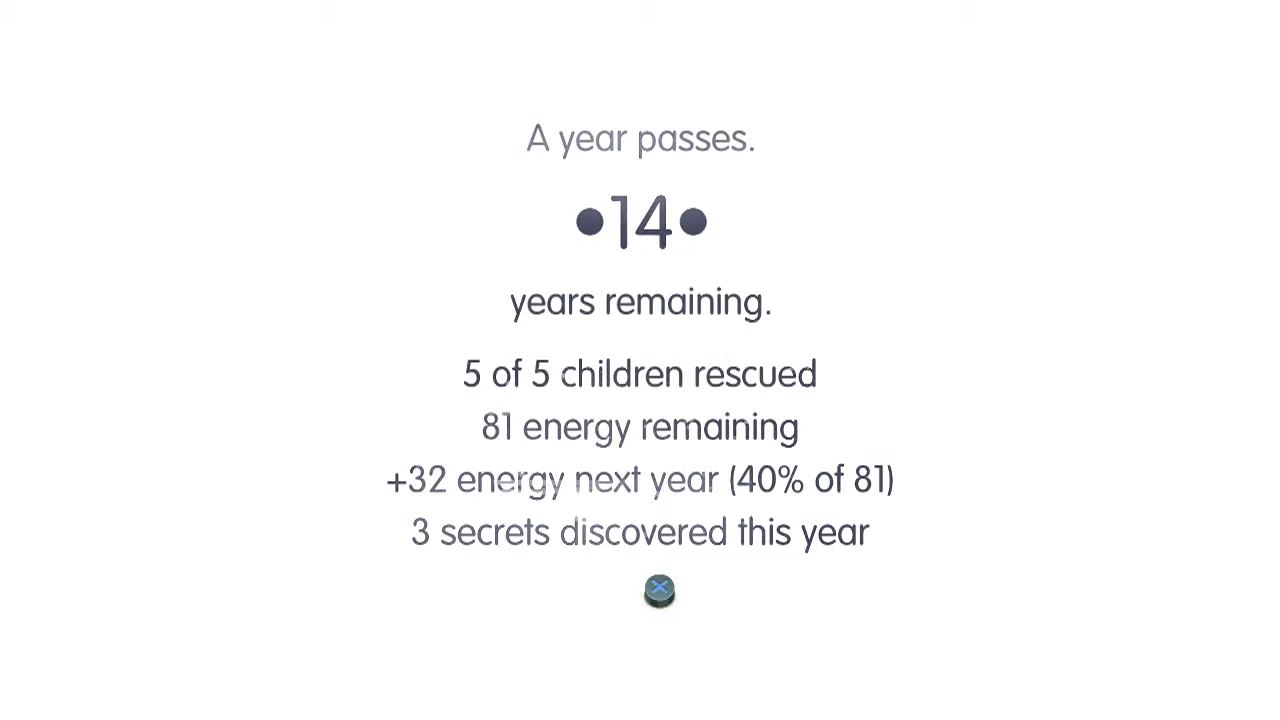 A year passes.
•14•
years remaining.
5 of 5 children rescued
81 energy remaining
+32 energy next year (40% of 81)
3 secrets discovered this year